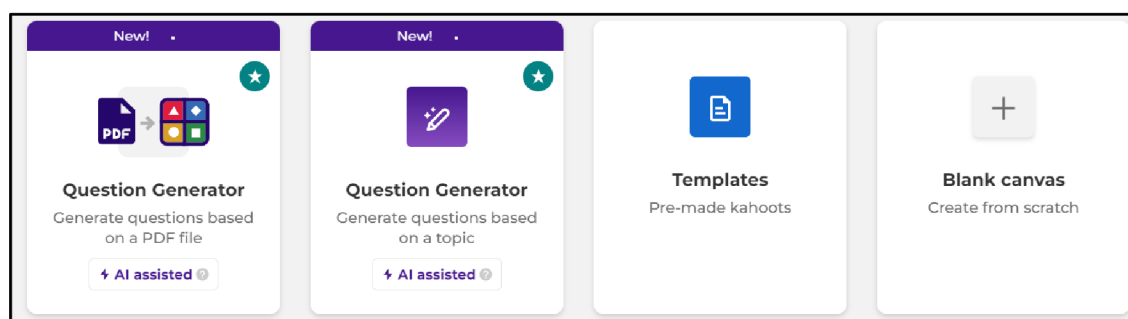 New!
PDF
Question Generator
Generate questions based
on a PDF file
AI assisted ?
New!
Question Generator
Generate questions based
on a topic
AI assisted ?
Templates
Pre-made kahoots
Blank canvas
Create from scratch